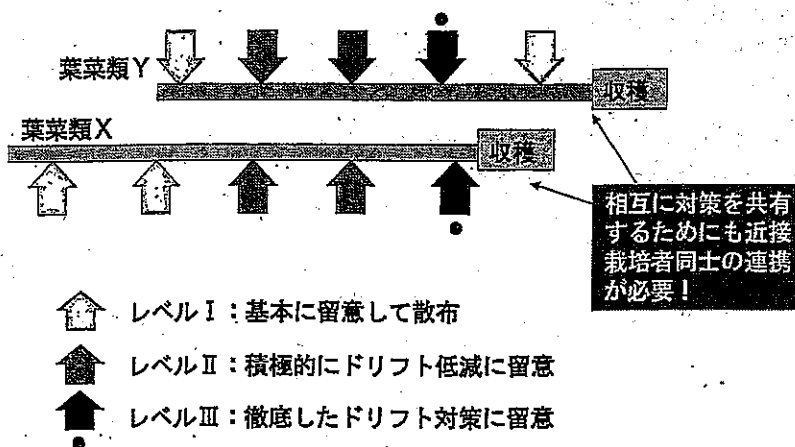 葉菜類Y
収穫
葉菜類X
収穫
相互に対策を共有
するためにも近接
栽培者同士の連携
が必要！
レベルⅠ：基本に留意して散布
レベルⅡ：積極的にドリフト低減に留意
レベルⅢ：徹底したドリフト対策に留意